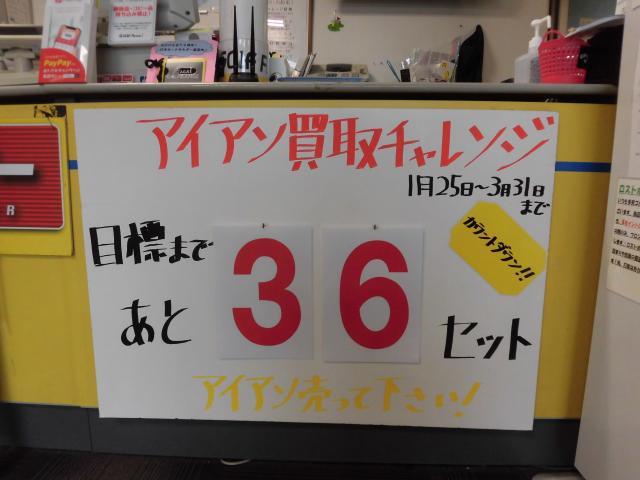 アイアン買取チャレンジ
1月25日～3月31日
まで
目標まで
カウントダウン!!
あと
36
セット
アイアン売って下さい!
PayPay
R